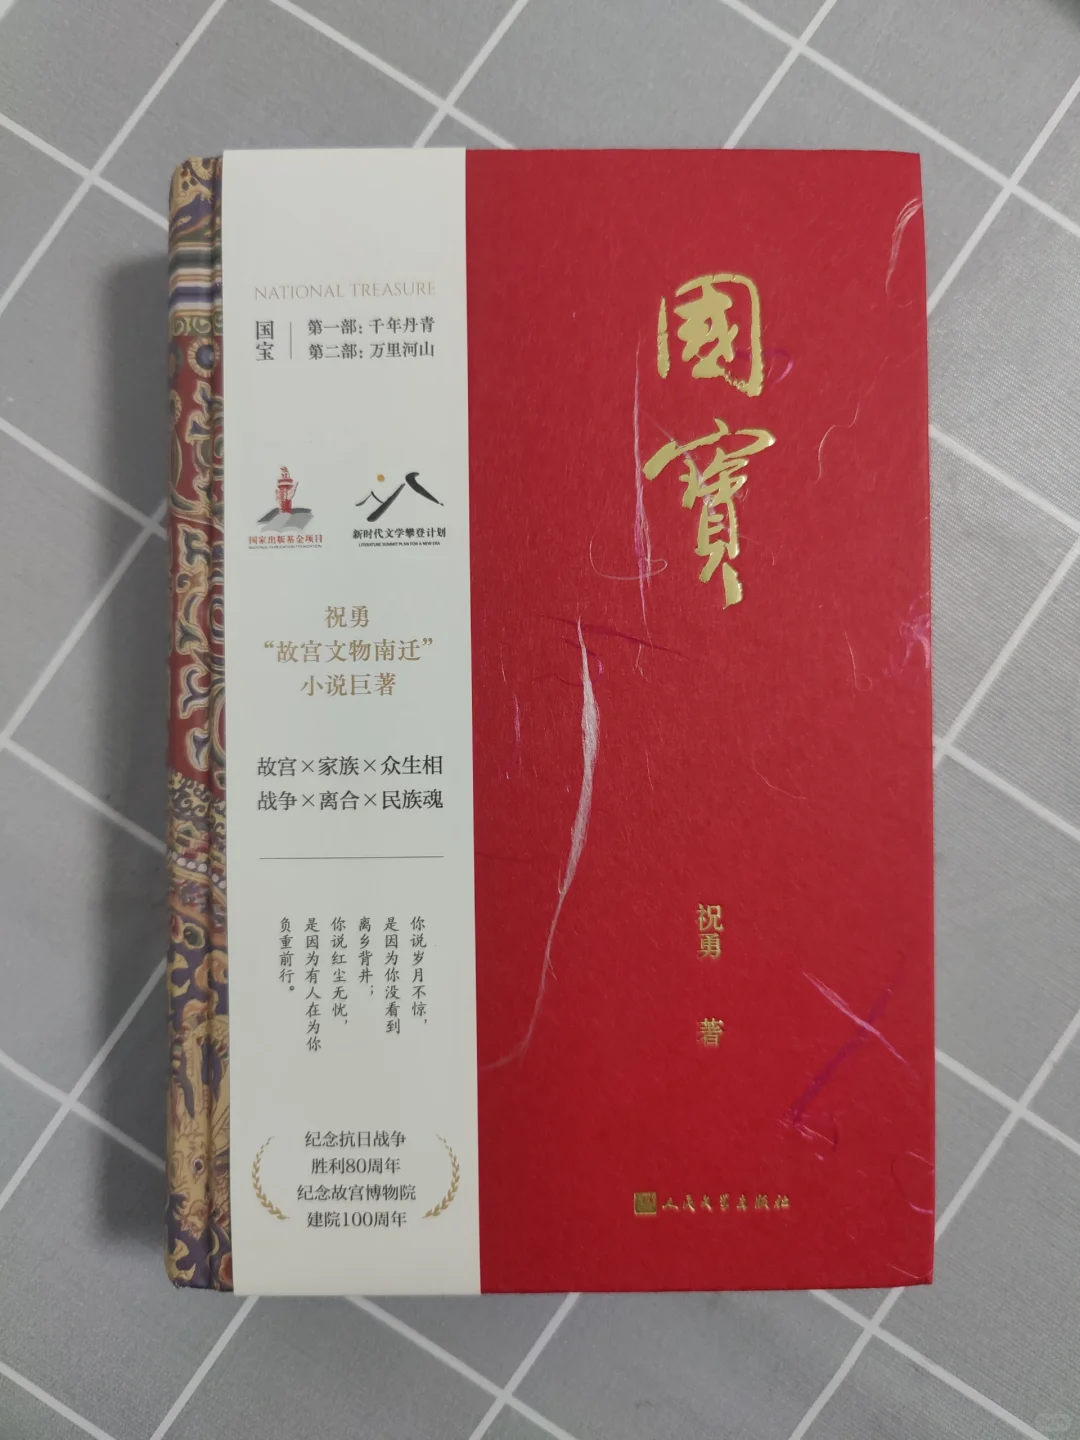 NATIONAL TREASURE
国宝
第一部：千年丹青
第二部：万里河山
国家出版基金项目
新时代文学攀登计划
LITERATURE SUMMIT PLAN FOR A NEW ERA
祝勇
“故宫文物南迁”
小说巨著
故宫×家族×众生相
战争×离合×民族魂
你说岁月不惊，
是因为你没看到
离乡背井；
你说红尘无忧，
是因为有人在为你
负重前行。
纪念抗日战争
胜利80周年
纪念故宫博物院
建院100周年
國寶
祝勇 著
人民文学出版社